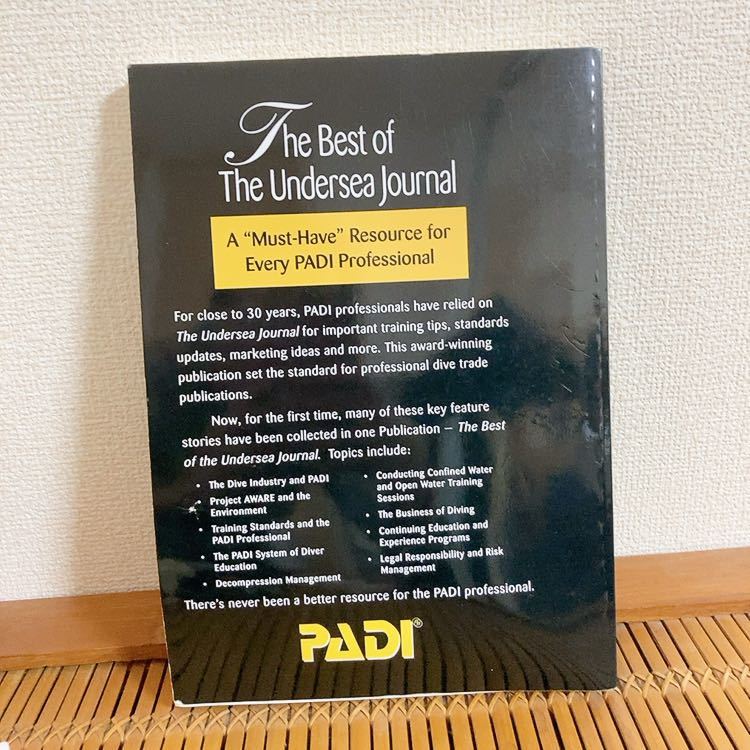 The Best of
The Undersea Journal
A "Must-Have" Resource for
Every PADI Professional
For close to 30 years, PADI professionals have relied on
The Undersea Journal for important training tips, standards
updates, marketing ideas and more. This award-winning
publication set the standard for professional dive trade
publications.
Now, for the first time, many of these key feature
stories have been collected in one Publication – The Best
of the Undersea Journal. Topics include:
• The Dive Industry and PADI
• Project AWARE and the
Environment
• Training Standards and the
PADI Professional
• The PADI System of Diver
Education
• Decompression Management
• Conducting Confined Water
and Open Water Training
Sessions
• The Business of Diving
• Continuing Education and
Experience Programs
• Legal Responsibility and Risk
Management
There's never been a better resource for the PADI professional.
PADI®